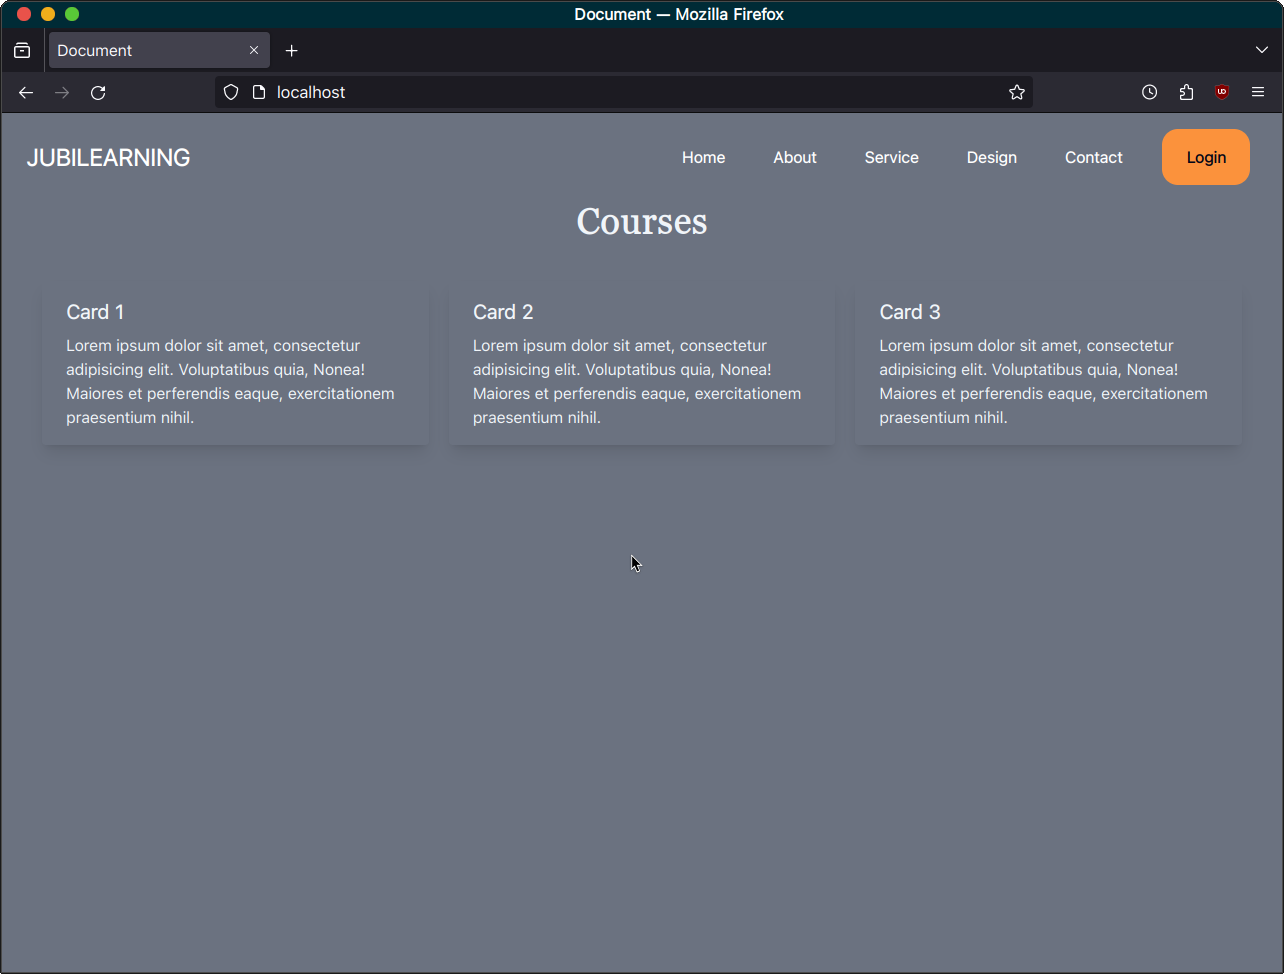 Document — Mozilla Firefox
Document
localhost
JUBILEARNING
Home About Service Design Contact Login
Courses
Card 1
Lorem ipsum dolor sit amet, consectetur
adipisicing elit. Voluptatibus quia, Nonea!
Maiores et perferendis eaque, exercitationem
praesentium nihil.
Card 2
Lorem ipsum dolor sit amet, consectetur
adipisicing elit. Voluptatibus quia, Nonea!
Maiores et perferendis eaque, exercitationem
praesentium nihil.
Card 3
Lorem ipsum dolor sit amet, consectetur
adipisicing elit. Voluptatibus quia, Nonea!
Maiores et perferendis eaque, exercitationem
praesentium nihil.